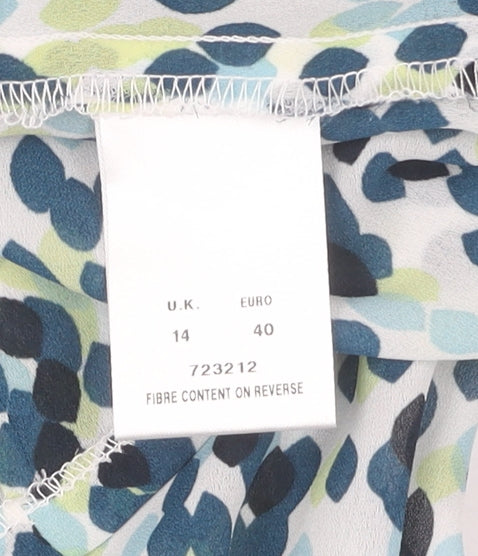 U.K. EURO
14 40
723212
FIBRE CONTENT ON REVERSE